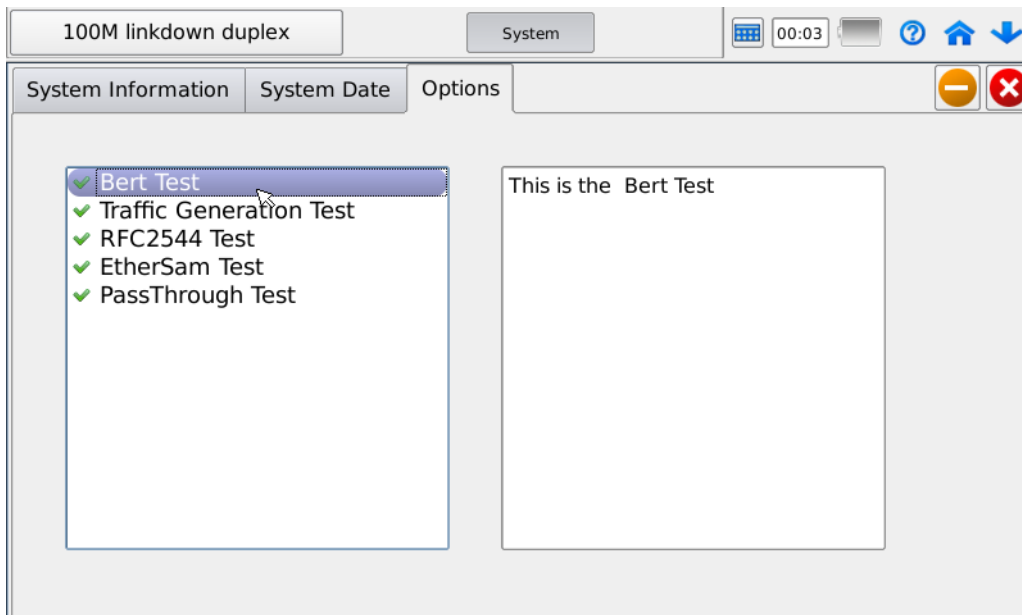 100M linkdown duplex
System
00:03
System Information
System Date
Options
Bert Test
Traffic Generation Test
RFC2544 Test
EtherSam Test
PassThrough Test
This is the  Bert Test